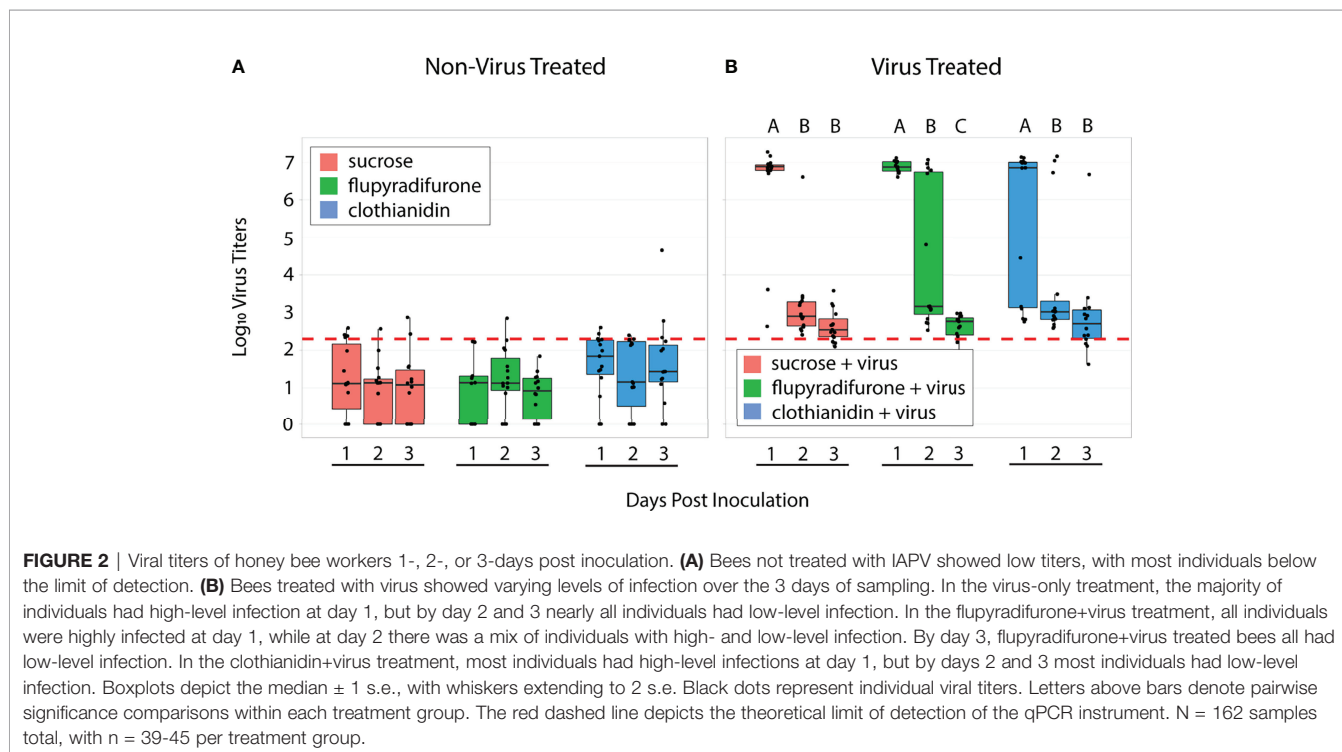 A
Non-Virus Treated
B
Virus Treated
A B B A B C A B B
sucrose
flupyradifurone
clothianidin
Log₁₀ Virus Titers
7
6
5
4
3
2
1
0
sucrose + virus
flupyradifurone + virus
clothianidin + virus
1 2 3 1 2 3 1 2 3 1 2 3 1 2 3 1 2 3
Days Post Inoculation
FIGURE 2 | Viral titers of honey bee workers 1-, 2-, or 3-days post inoculation. (A) Bees not treated with IAPV showed low titers, with most individuals below
the limit of detection. (B) Bees treated with virus showed varying levels of infection over the 3 days of sampling. In the virus-only treatment, the majority of
individuals had high-level infection at day 1, but by day 2 and 3 nearly all individuals had low-level infection. In the flupyradifurone+virus treatment, all individuals
were highly infected at day 1, while at day 2 there was a mix of individuals with high- and low-level infection. By day 3, flupyradifurone+virus treated bees all had
low-level infection. In the clothianidin+virus treatment, most individuals had high-level infections at day 1, but by days 2 and 3 most individuals had low-level
infection. Boxplots depict the median ± 1 s.e., with whiskers extending to 2 s.e. Black dots represent individual viral titers. Letters above bars denote pairwise
significance comparisons within each treatment group. The red dashed line depicts the theoretical limit of detection of the qPCR instrument. N = 162 samples
total, with n = 39-45 per treatment group.